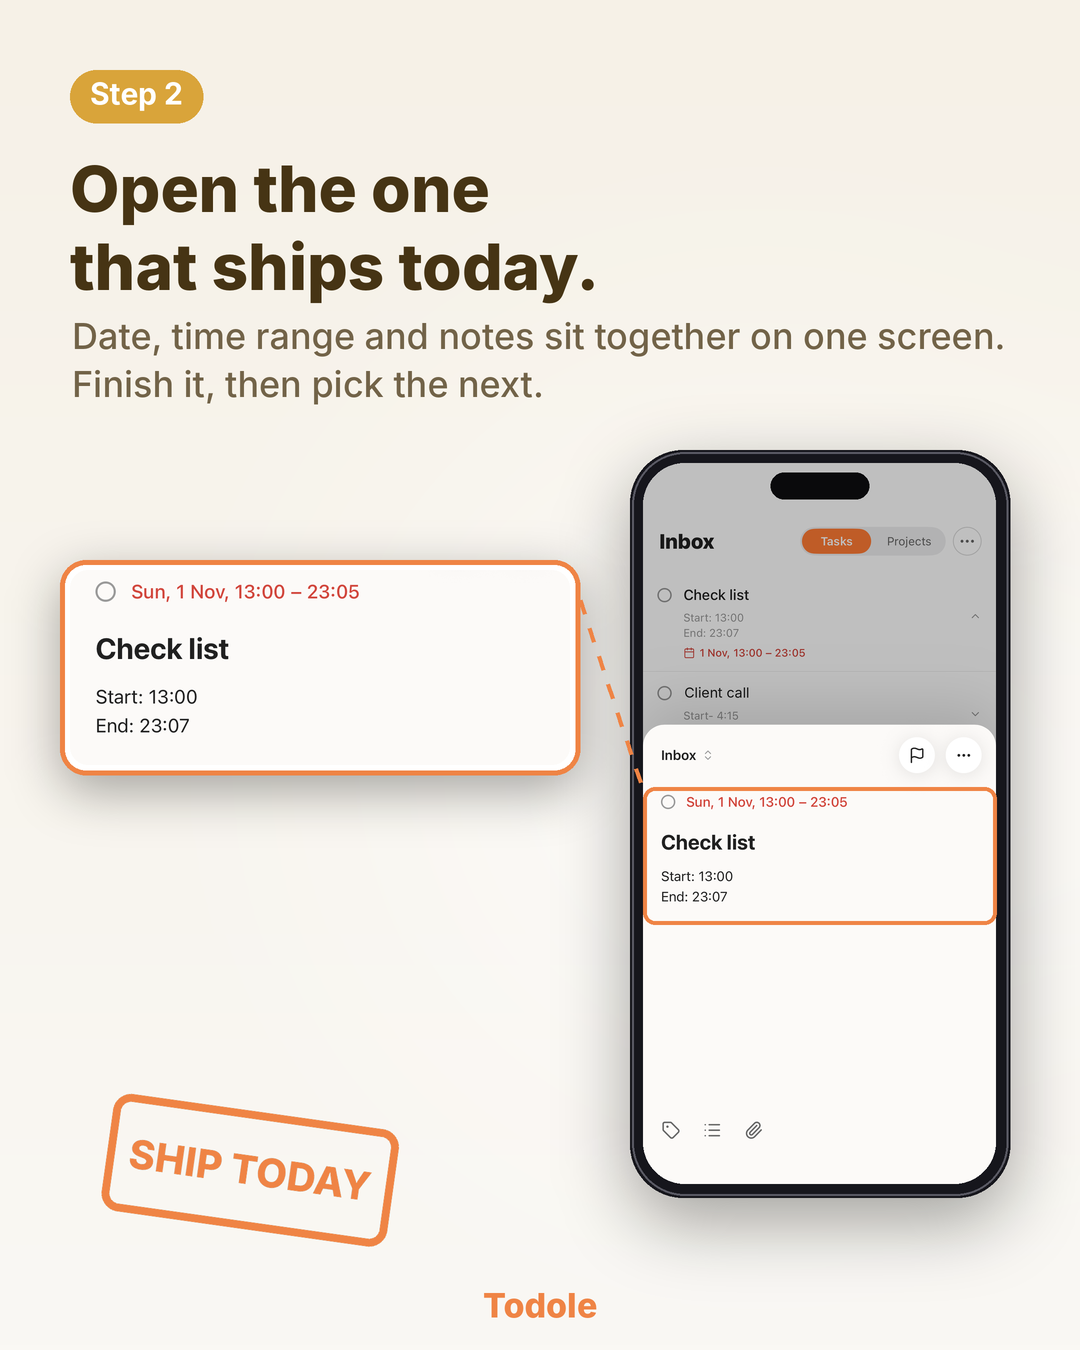 Step 2
Open the one
that ships today.
Date, time range and notes sit together on one screen.
Finish it, then pick the next.
Sun, 1 Nov, 13:00 – 23:05
Check list
Start: 13:00
End: 23:07
Inbox
Tasks
Projects
Check list
Start: 13:00
End: 23:07
1 Nov, 13:00 – 23:05
Client call
Start- 4:15
Inbox
Sun, 1 Nov, 13:00 – 23:05
Check list
Start: 13:00
End: 23:07
SHIP TODAY
Todole